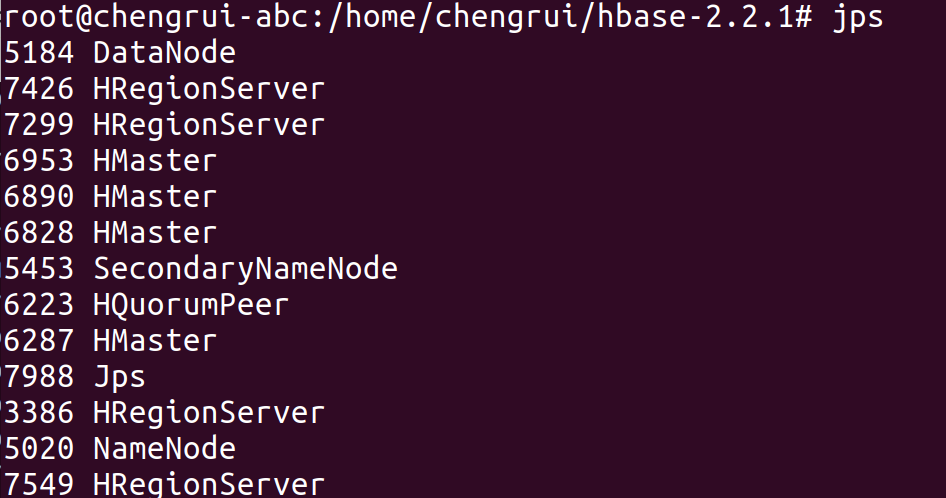 root@chengrui-abc:/home/chengrui/hbase-2.2.1# jps
5184 DataNode
7426 HRegionServer
7299 HRegionServer
6953 HMaster
6890 HMaster
6828 HMaster
5453 SecondaryNameNode
6223 HQuorumPeer
6287 HMaster
7988 Jps
3386 HRegionServer
5020 NameNode
7549 HRegionServer